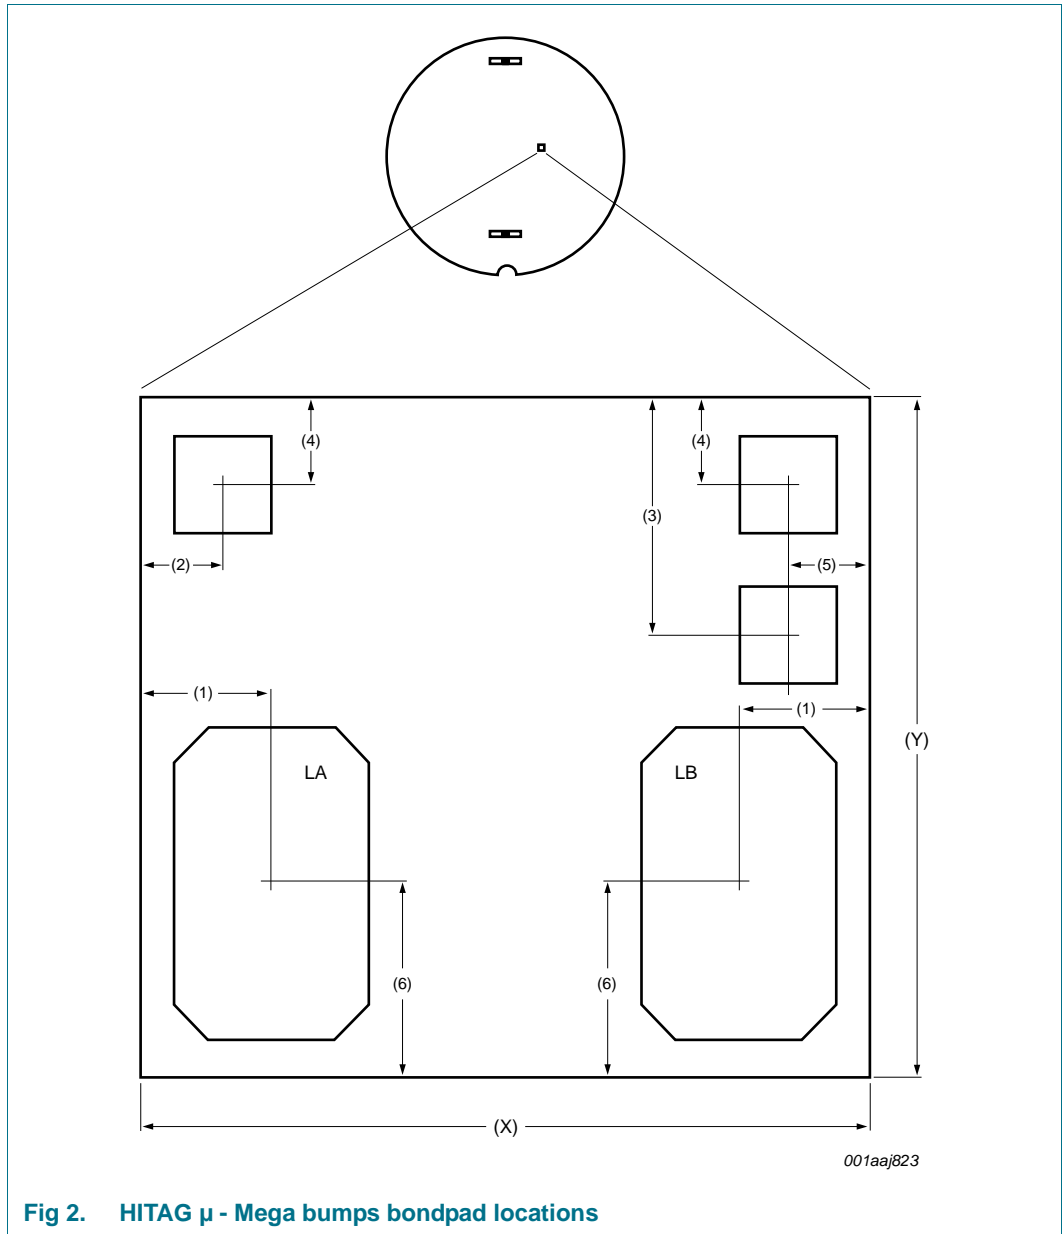 (4)
(4)
(3)
(2)
(5)
(1)
(1)
(Y)
LA
LB
(6)
(6)
(X)
001aaj823
Fig 2. HITAG µ - Mega bumps bondpad locations